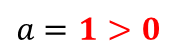 a = 1 > 0